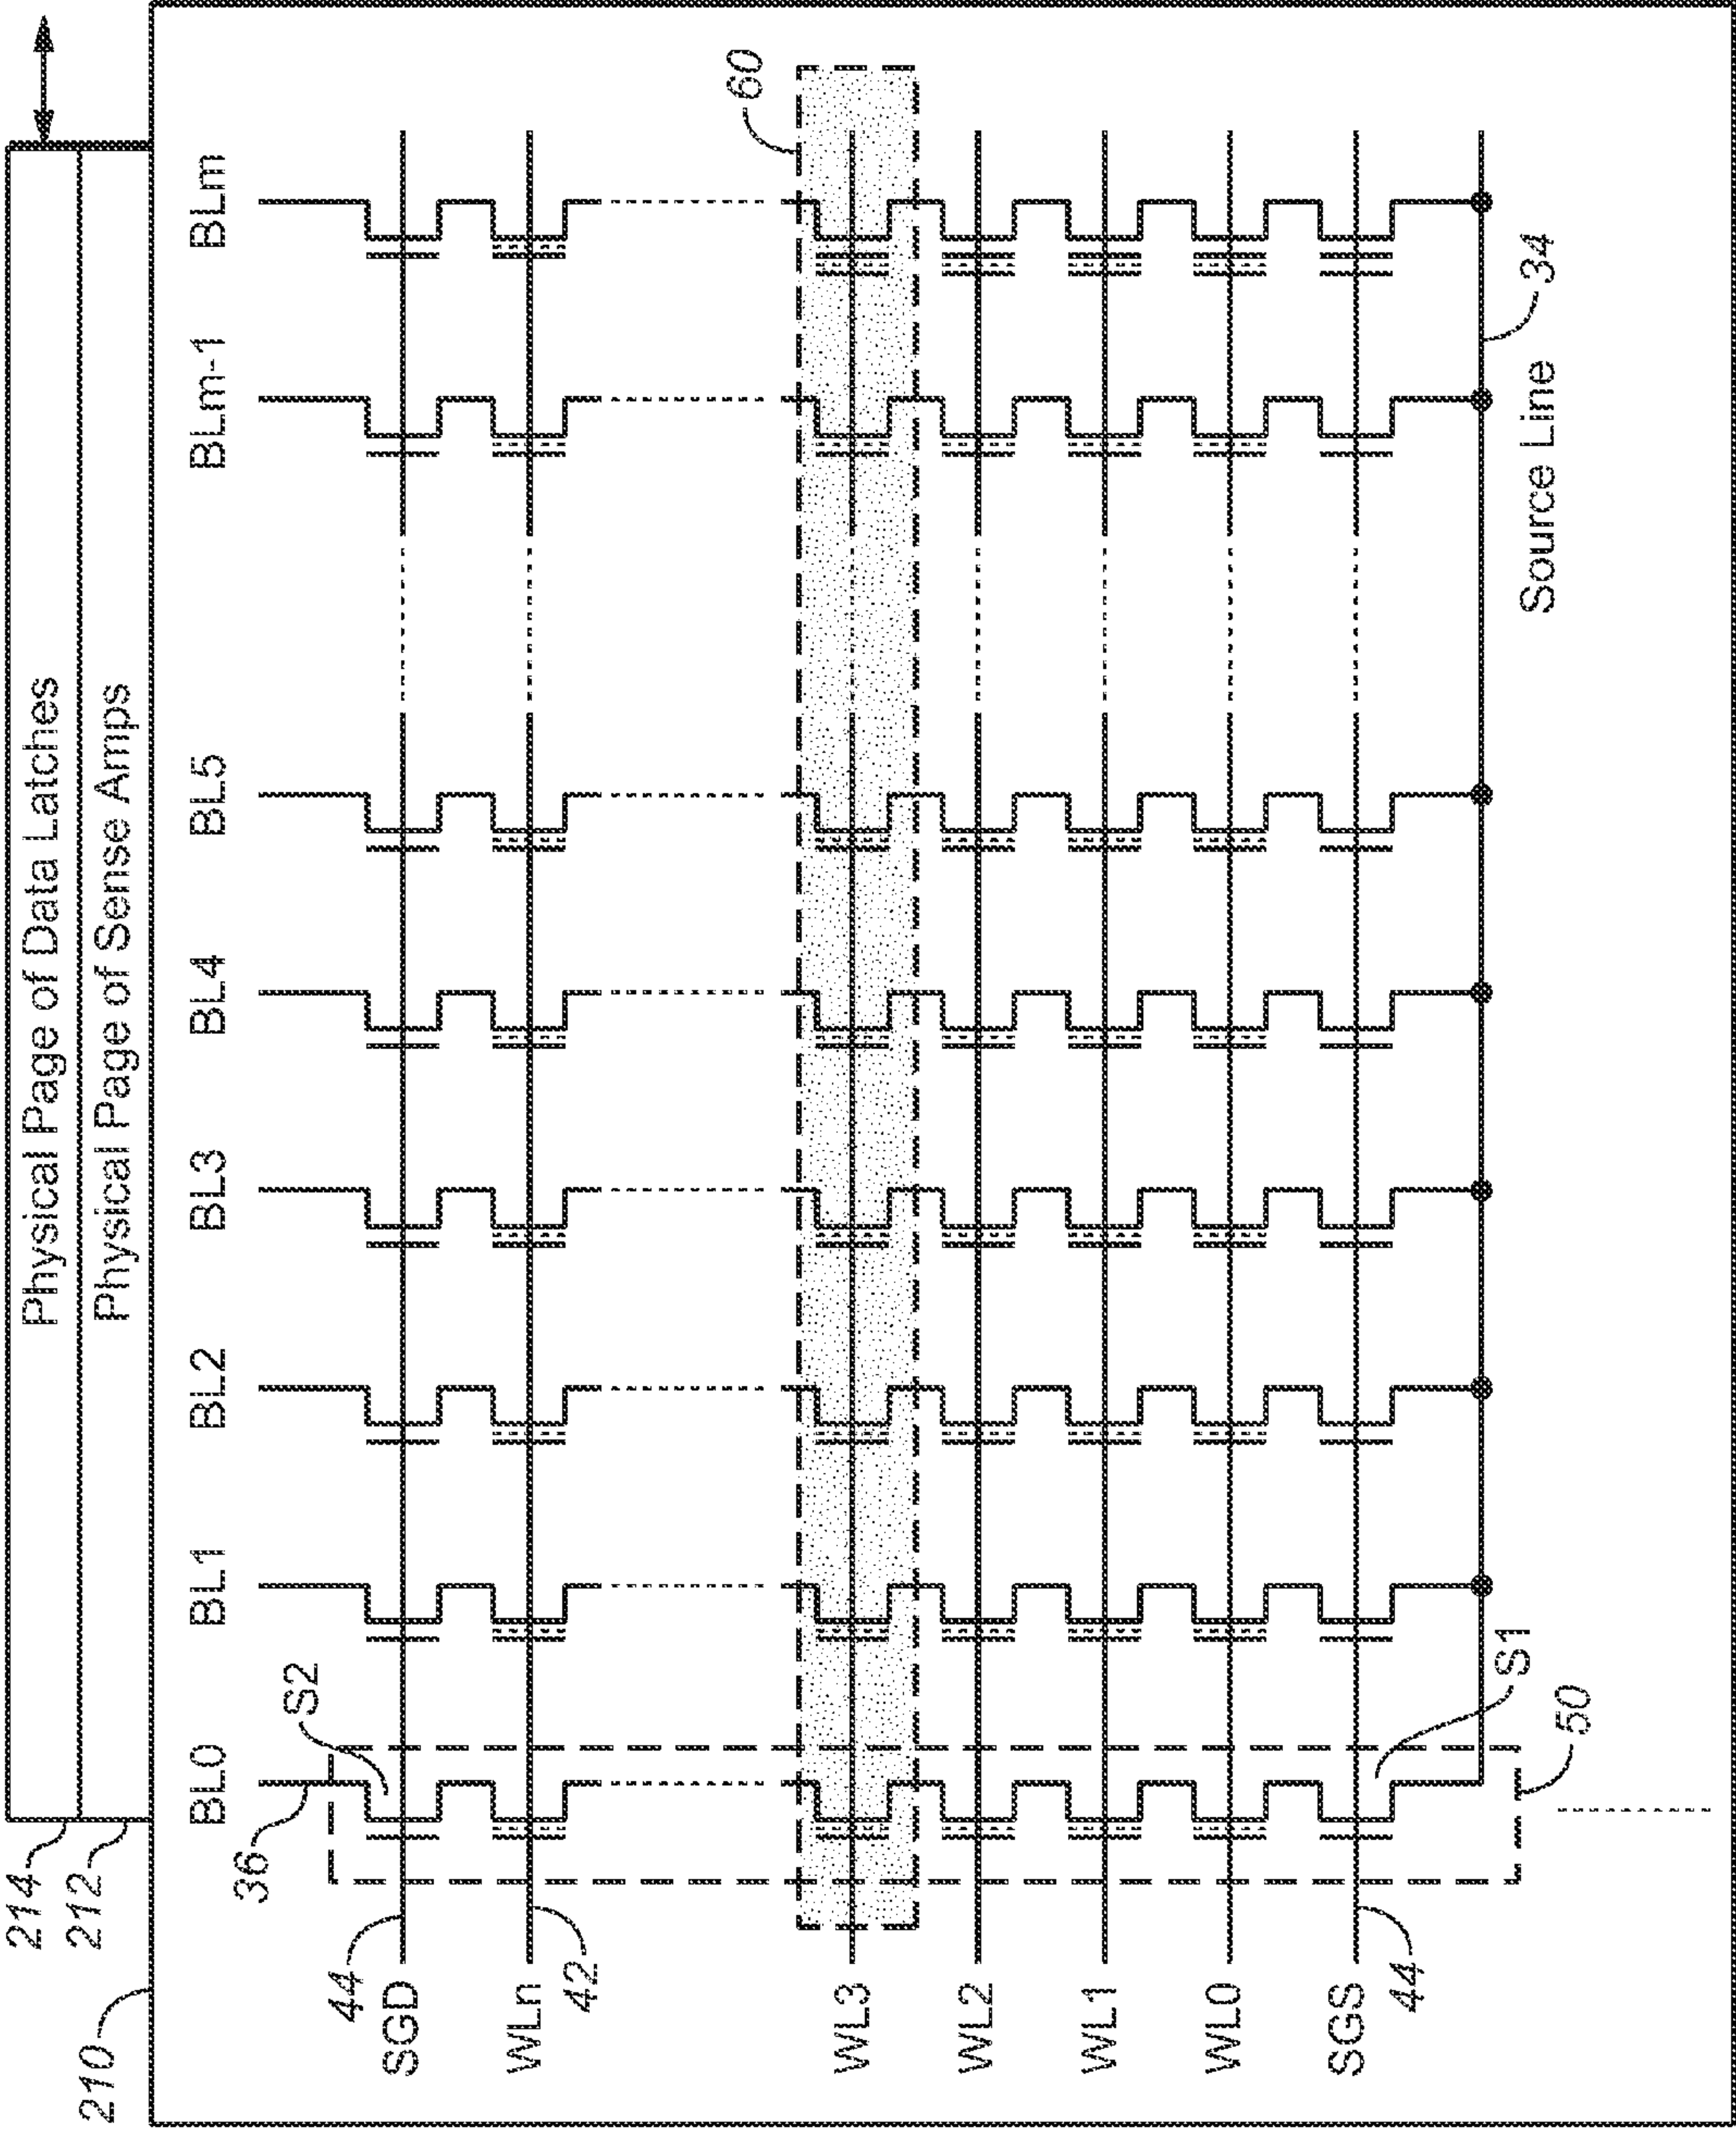 214
212
210
Physical Page of Data Latches
Physical Page of Sense Amps
BL0
BL1
BL2
BL3
BL4
BL5
BLm-1
BLm
36
S2
44
SGD
WLn
42
60
WL3
WL2
WL1
WL0
SGS
44
S1
50
34
Source Line